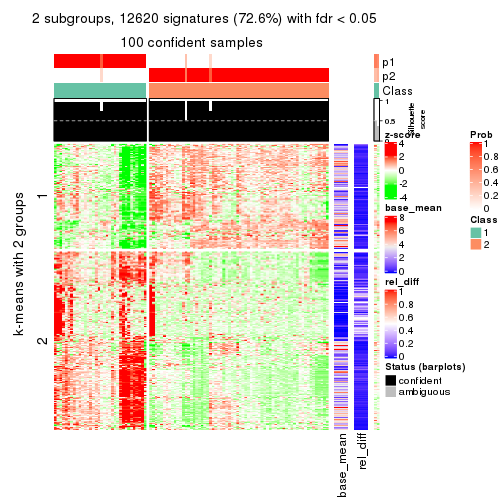 2 subgroups, 12620 signatures (72.6%) with fdr < 0.05
100 confident samples
p1
p2
Class
1
0.5
0
Silhouette
score
k-means with 2 groups
1
2
base_mean
rel_diff
z-score
4
2
0
-2
-4
base_mean
8
6
4
2
0
rel_diff
1
0.8
0.6
0.4
0.2
0
Status (barplots)
confident
ambiguous
Prob
1
0.8
0.6
0.4
0.2
0
Class
1
2